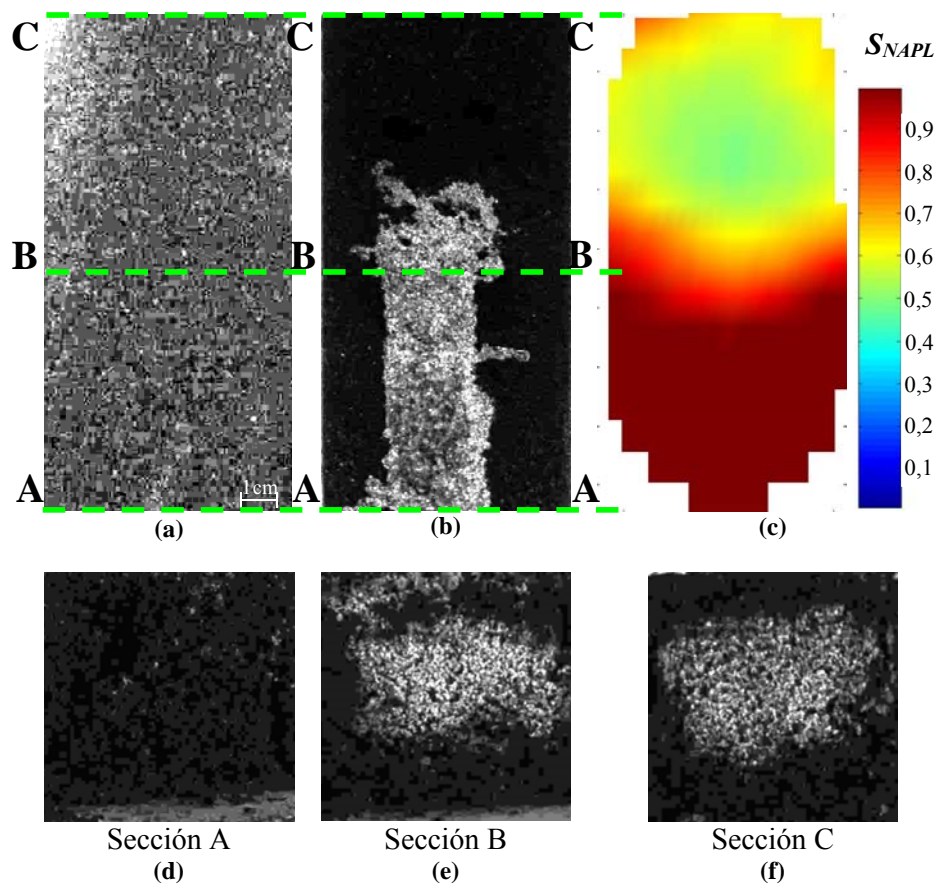 C
C
C
S_NAPL
0,9
0,8
0,7
0,6
0,5
0,4
0,3
0,2
0,1
B
B
B
A
A
A
1cm
(a)
(b)
(c)
Sección A
Sección B
Sección C
(d)
(e)
(f)